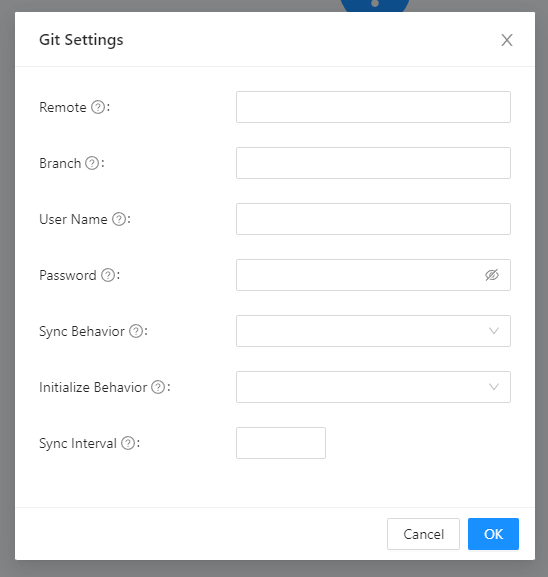 Git Settings
Remote ?:
Branch ?:
User Name ?:
Password ?:
Sync Behavior ?:
Initialize Behavior ?:
Sync Interval ?:
Cancel OK